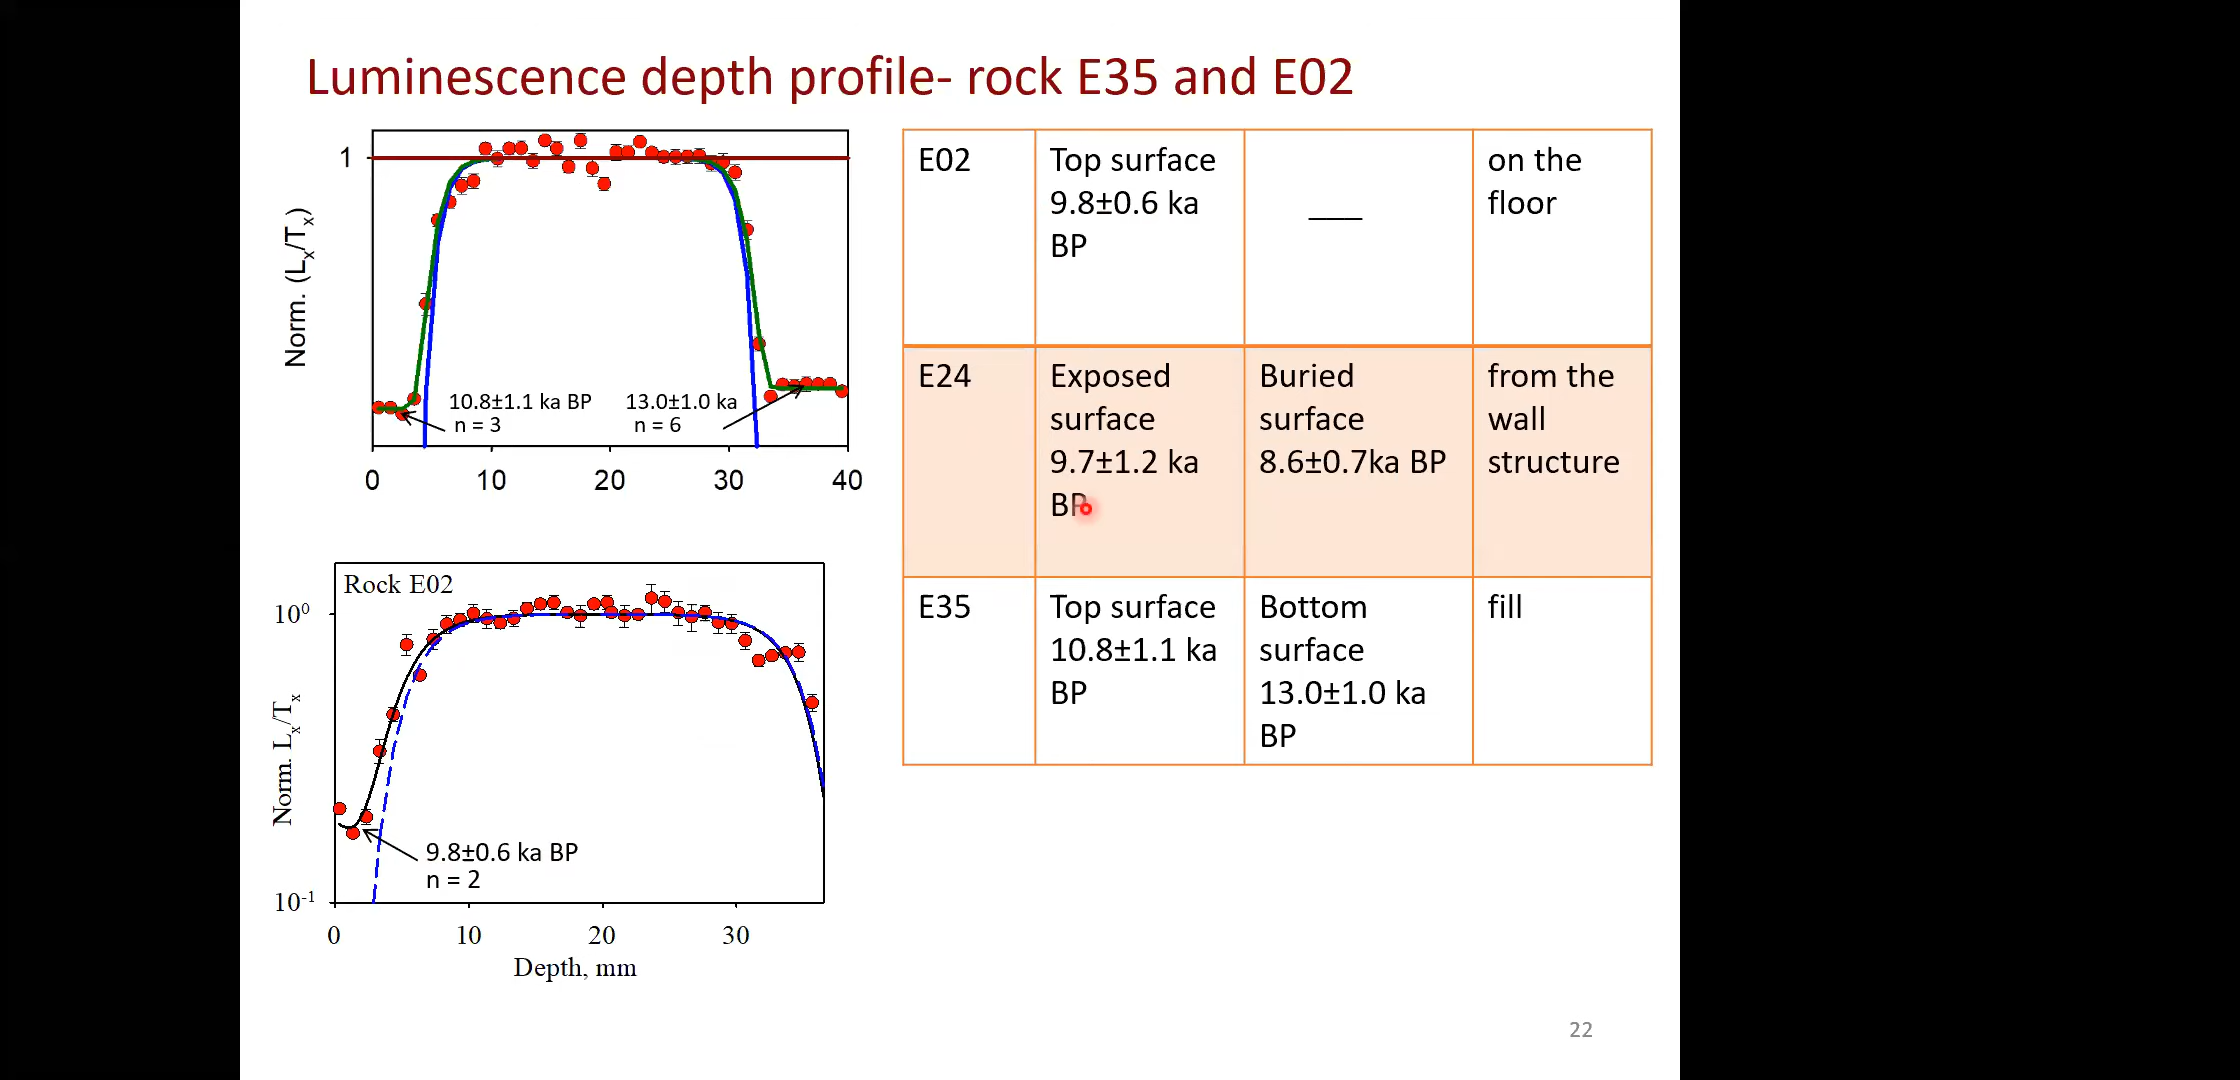 Luminescence depth profile- rock E35 and E02
1
Norm. (Lx/Tx)
10.8±1.1 ka BP
n = 3
13.0±1.0 ka
n = 6
0 10 20 30 40
Rock E02
10⁰
Norm. Lx/Tx
9.8±0.6 ka BP
n = 2
10⁻¹
0 10 20 30
Depth, mm
E02
Top surface
9.8±0.6 ka
BP
___
on the
floor
E24
Exposed
surface
9.7±1.2 ka
BP
Buried
surface
8.6±0.7ka BP
from the
wall
structure
E35
Top surface
10.8±1.1 ka
BP
Bottom
surface
13.0±1.0 ka
BP
fill
22